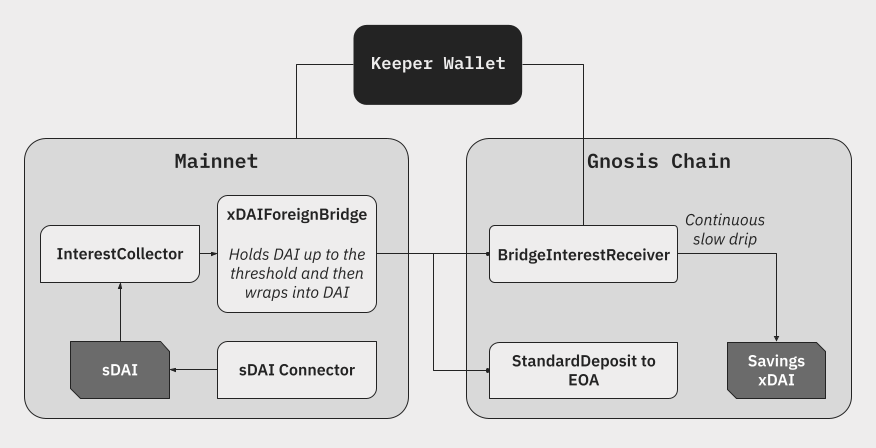 Keeper Wallet
Mainnet
xDAIForeignBridge
InterestCollector
Holds DAI up to the
threshold and then
wraps into DAI
sDAI
sDAI Connector
Gnosis Chain
Continuous
slow drip
BridgeInterestReceiver
StandardDeposit to
EOA
Savings
xDAI